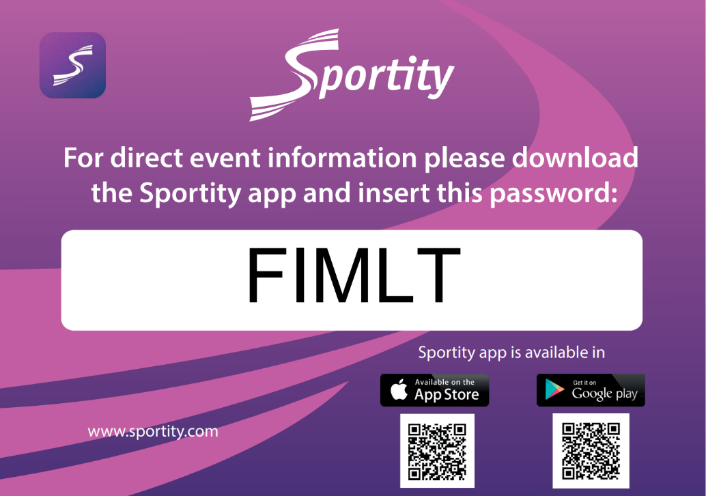 Sportity
For direct event information please download
the Sportity app and insert this password:
FIMLT
Sportity app is available in
Available on the
App Store
Get it on
Google play
www.sportity.com